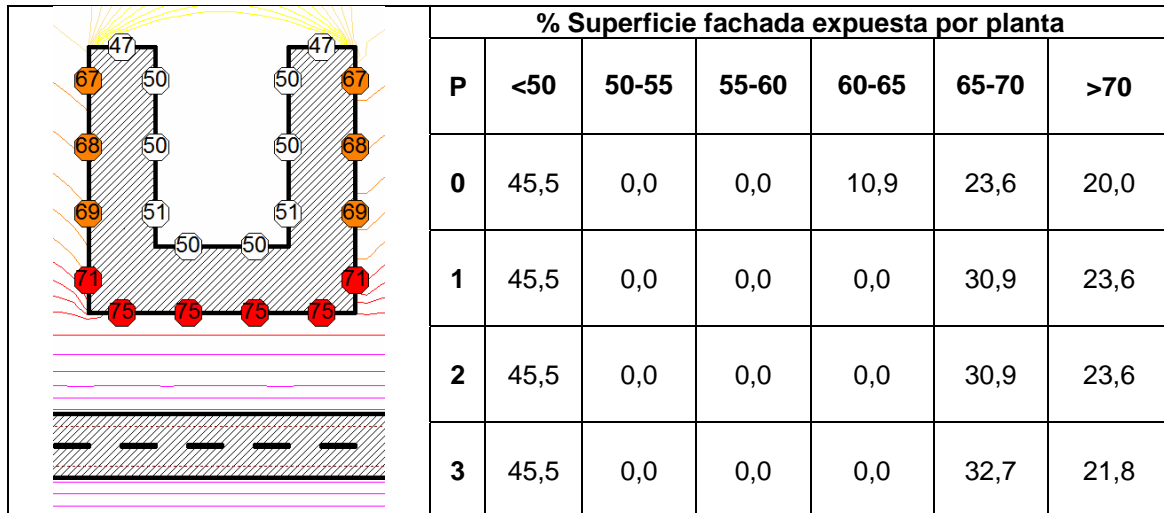 47 47
67 50 50 67
68 50 50 68
69 51 51 69
50 50
71 71
75 75 75 75
% Superficie fachada expuesta por planta
P <50 50-55 55-60 60-65 65-70 >70
0 45,5 0,0 0,0 10,9 23,6 20,0
1 45,5 0,0 0,0 0,0 30,9 23,6
2 45,5 0,0 0,0 0,0 30,9 23,6
3 45,5 0,0 0,0 0,0 32,7 21,8